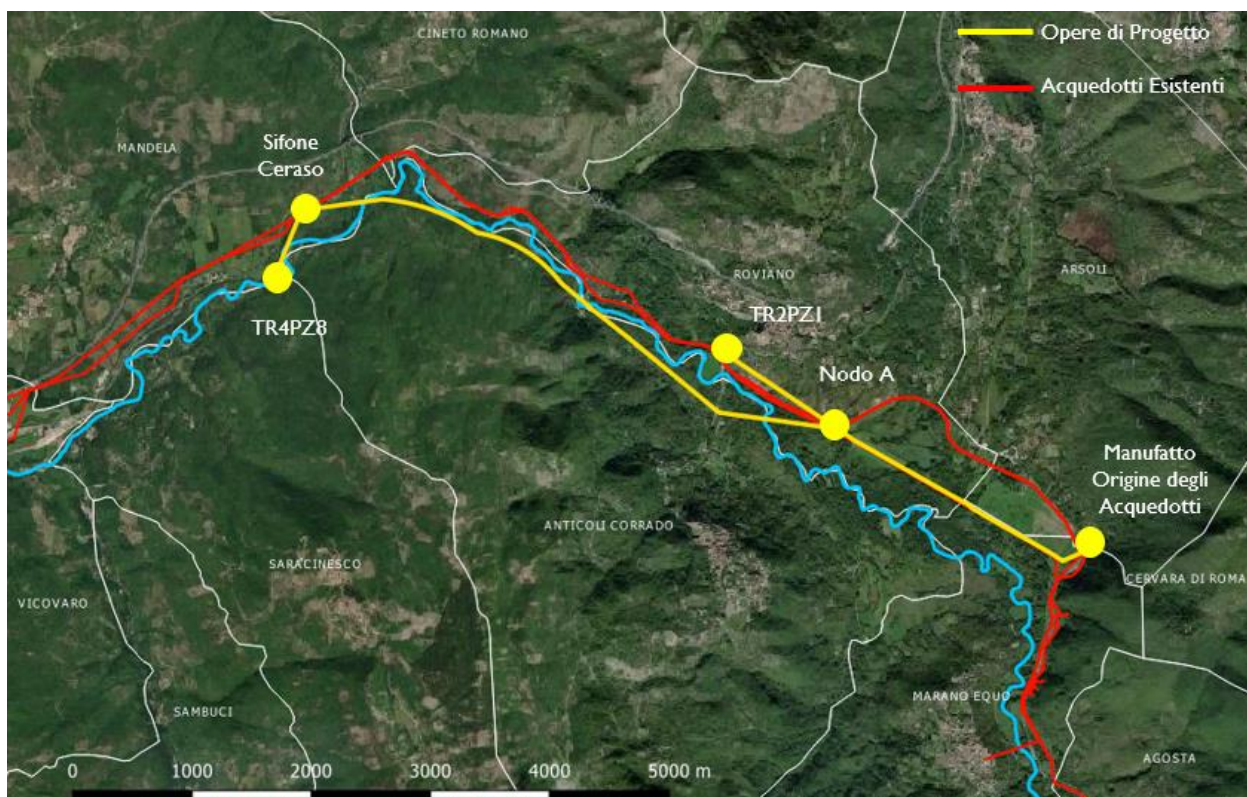 CINETO ROMANO
Opere di Progetto
Acquedotti Esistenti
MANDELA
Sifone
Ceraso
ROVIANO
ARSOLI
TR2PZ1
TR4PZ8
Nodo A
Manufatto
Origine degli
Acquedotti
ANTICOLI CORRADO
SARACINESCO
CERVARA DI ROMA
VICOVARO
MARANO EQUO
SAMBUCI
AGOSTA
0 1000 2000 3000 4000 5000 m